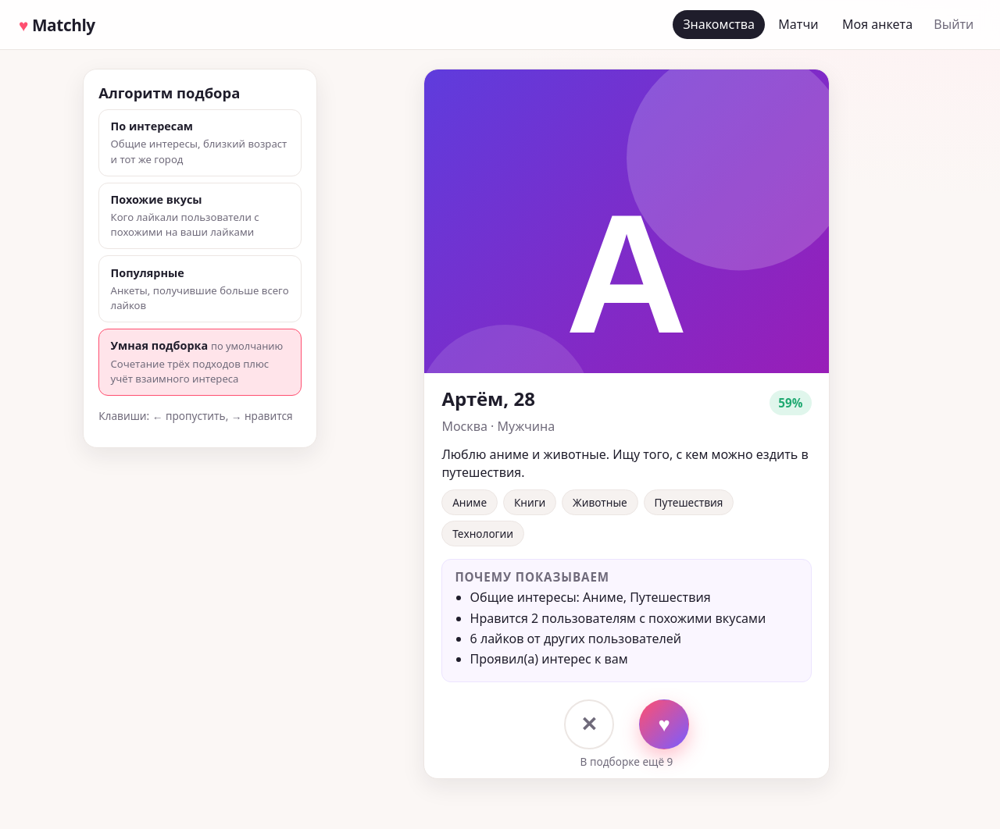 ♥ Matchly
Знакомства
Матчи
Моя анкета
Выйти
Алгоритм подбора
По интересам
Общие интересы, близкий возраст
и тот же город
Похожие вкусы
Кого лайкали пользователи с
похожими на ваши лайками
Популярные
Анкеты, получившие больше всего
лайков
Умная подборка по умолчанию
Сочетание трёх подходов плюс
учёт взаимного интереса
Клавиши: ← пропустить, → нравится
А
Артём, 28
59%
Москва · Мужчина
Люблю аниме и животные. Ищу того, с кем можно ездить в
путешествия.
Аниме
Книги
Животные
Путешествия
Технологии
ПОЧЕМУ ПОКАЗЫВАЕМ
• Общие интересы: Аниме, Путешествия
• Нравится 2 пользователям с похожими вкусами
• 6 лайков от других пользователей
• Проявил(а) интерес к вам
✕
♥
В подборке ещё 9